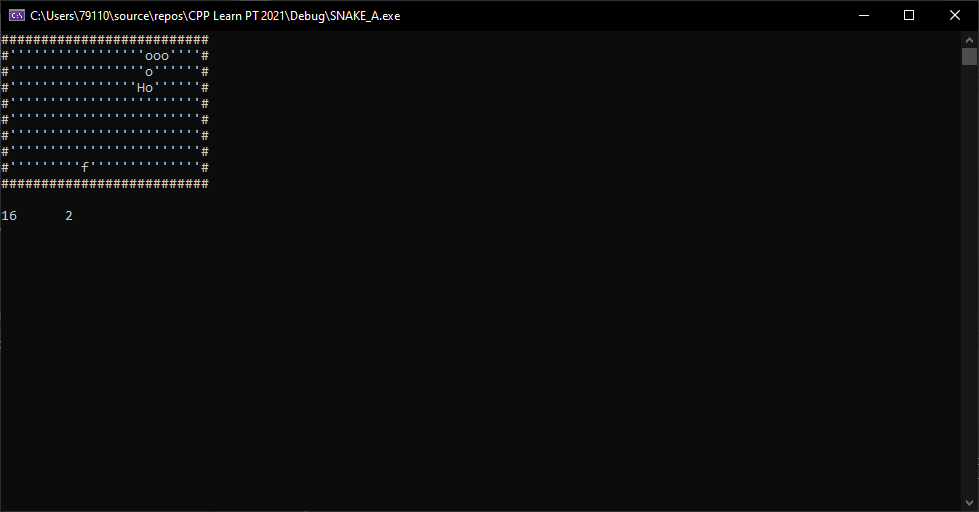 C:\Users\79110\source\repos\CPP Learn PT 2021\Debug\SNAKE_A.exe
##########################
#'''''''''''''''''ooo''''#
#'''''''''''''''''o''''''#
#''''''''''''''''Ho''''''#
#''''''''''''''''''''''''#
#''''''''''''''''''''''''#
#''''''''''''''''''''''''#
#''''''''''''''''''''''''#
#'''''''''f''''''''''''''#
##########################
16      2